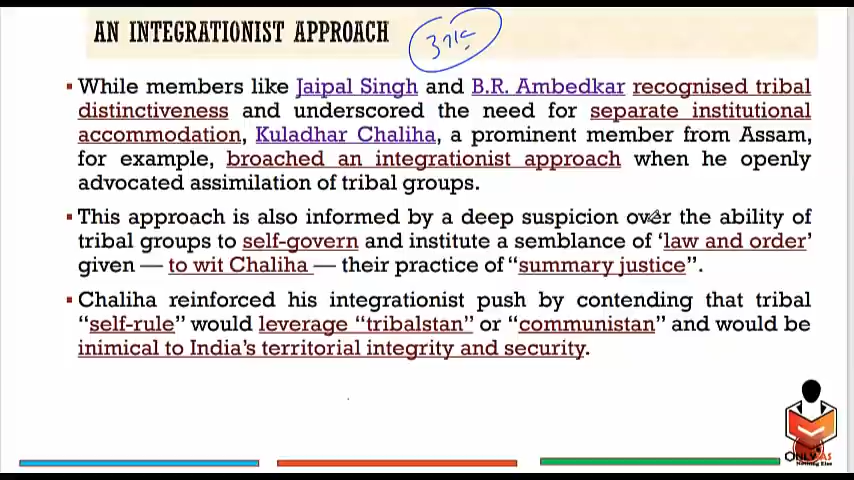 AN INTEGRATIONIST APPROACH
▪ While members like Jaipal Singh and B.R. Ambedkar recognised tribal
distinctiveness and underscored the need for separate institutional
accommodation, Kuladhar Chaliha, a prominent member from Assam,
for example, broached an integrationist approach when he openly
advocated assimilation of tribal groups.
▪ This approach is also informed by a deep suspicion over the ability of
tribal groups to self-govern and institute a semblance of ‘law and order’
given — to wit Chaliha — their practice of “summary justice”.
▪ Chaliha reinforced his integrationist push by contending that tribal
“self-rule” would leverage “tribalstan” or “communistan” and would be
inimical to India’s territorial integrity and security.
ONLY IAS
Nothing Else